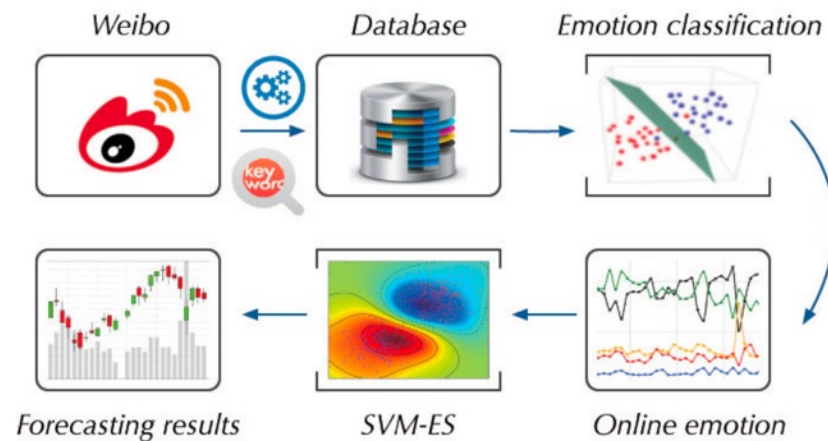 Weibo
Database
Emotion classification
key
word
Forecasting results
SVM-ES
Online emotion